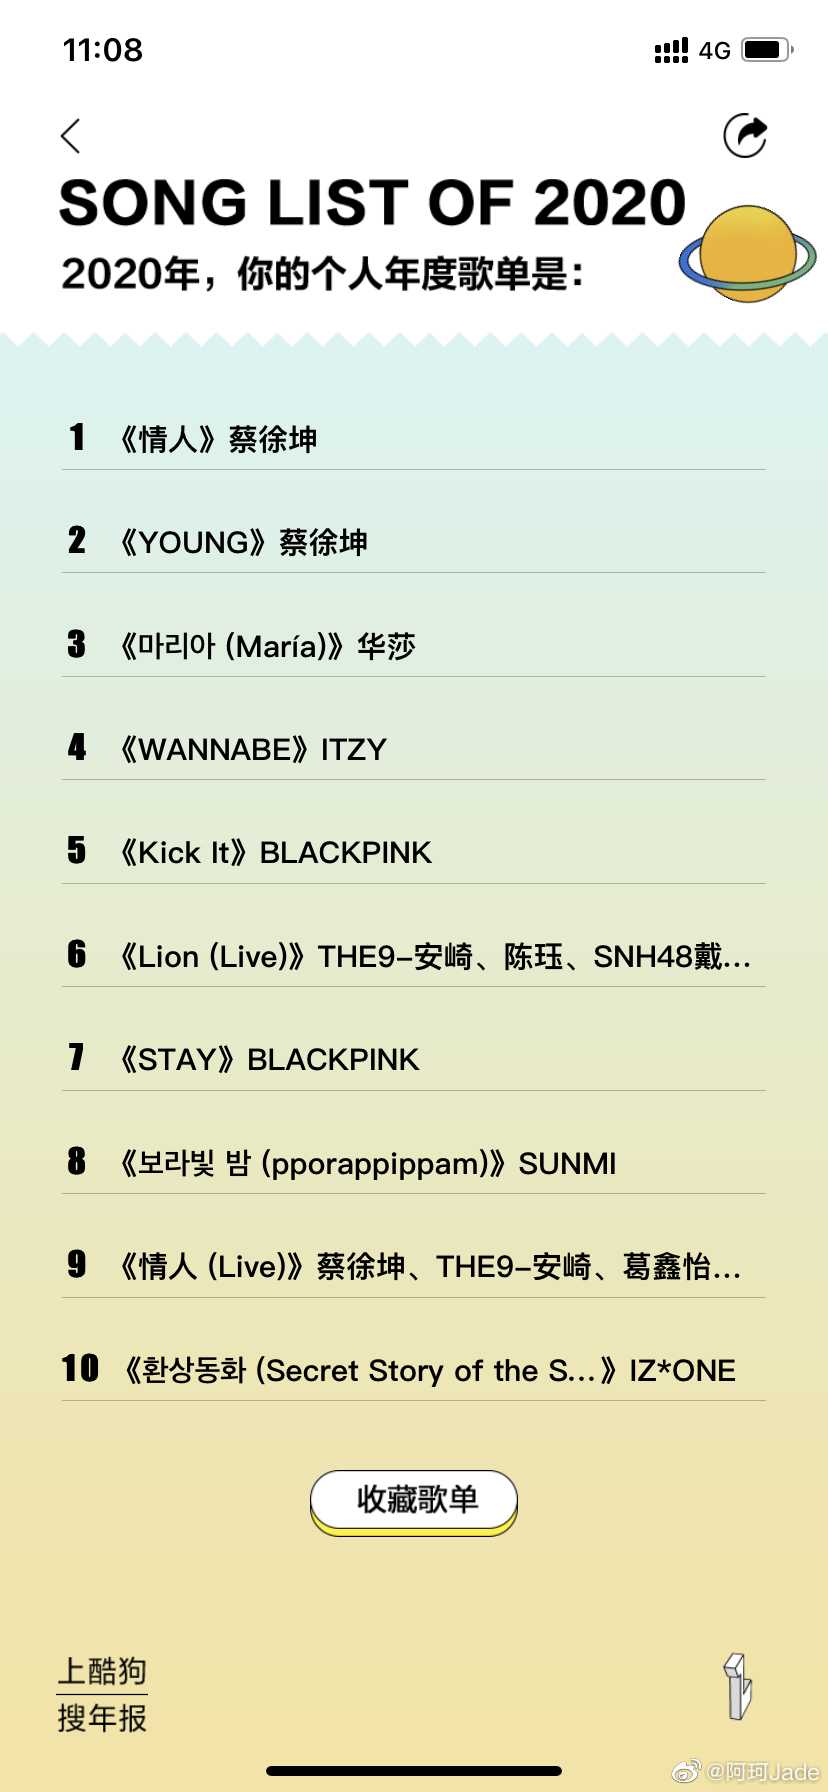 11:08
4G
SONG LIST OF 2020
2020年，你的个人年度歌单是：
1 《情人》蔡徐坤
2 《YOUNG》蔡徐坤
3 《마리아 (María)》华莎
4 《WANNABE》ITZY
5 《Kick It》BLACKPINK
6 《Lion (Live)》THE9-安崎、陈珏、SNH48戴...
7 《STAY》BLACKPINK
8 《보라빛 밤 (pporappippam)》SUNMI
9 《情人 (Live)》蔡徐坤、THE9-安崎、葛鑫怡...
10 《환상동화 (Secret Story of the S...》IZ*ONE
收藏歌单
上酷狗
搜年报
@阿珂Jade